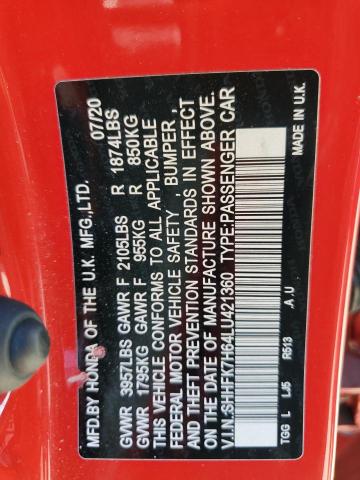 MFD.BY HONDA OF THE U.K. MFG.,LTD. 07/20
GVWR 3957LBS GAWR F 2105LBS R 1874LBS
GVWR 1795KG GAWR F 955KG R 850KG
THIS VEHICLE CONFORMS TO ALL APPLICABLE
FEDERAL MOTOR VEHICLE SAFETY , BUMPER ,
AND THEFT PREVENTION STANDARDS IN EFFECT
ON THE DATE OF MANUFACTURE SHOWN ABOVE.
V.I.N.:SHHFK7H64LU421360 TYPE:PASSENGER CAR
.A .U MADE IN U.K.
TGG L LJ5 R513